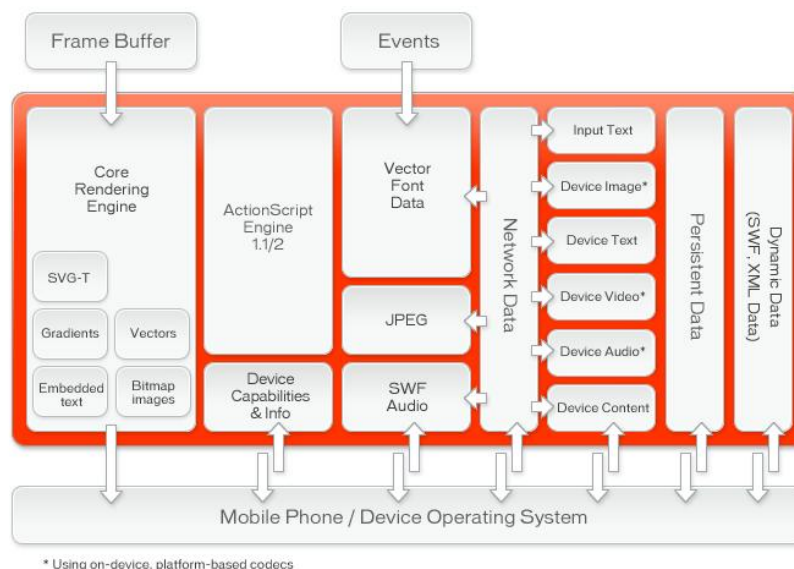 Frame Buffer
Events
Core
Rendering
Engine
SVG-T
Gradients
Vectors
Embedded
text
Bitmap
images
ActionScript
Engine
1.1/2
Device
Capabilities
& Info
Vector
Font
Data
JPEG
SWF
Audio
Network Data
Input Text
Device Image*
Device Text
Device Video*
Device Audio*
Device Content
Persistent Data
Dynamic Data
(SWF, XML Data)
Mobile Phone / Device Operating System
* Using on-device, platform-based codecs